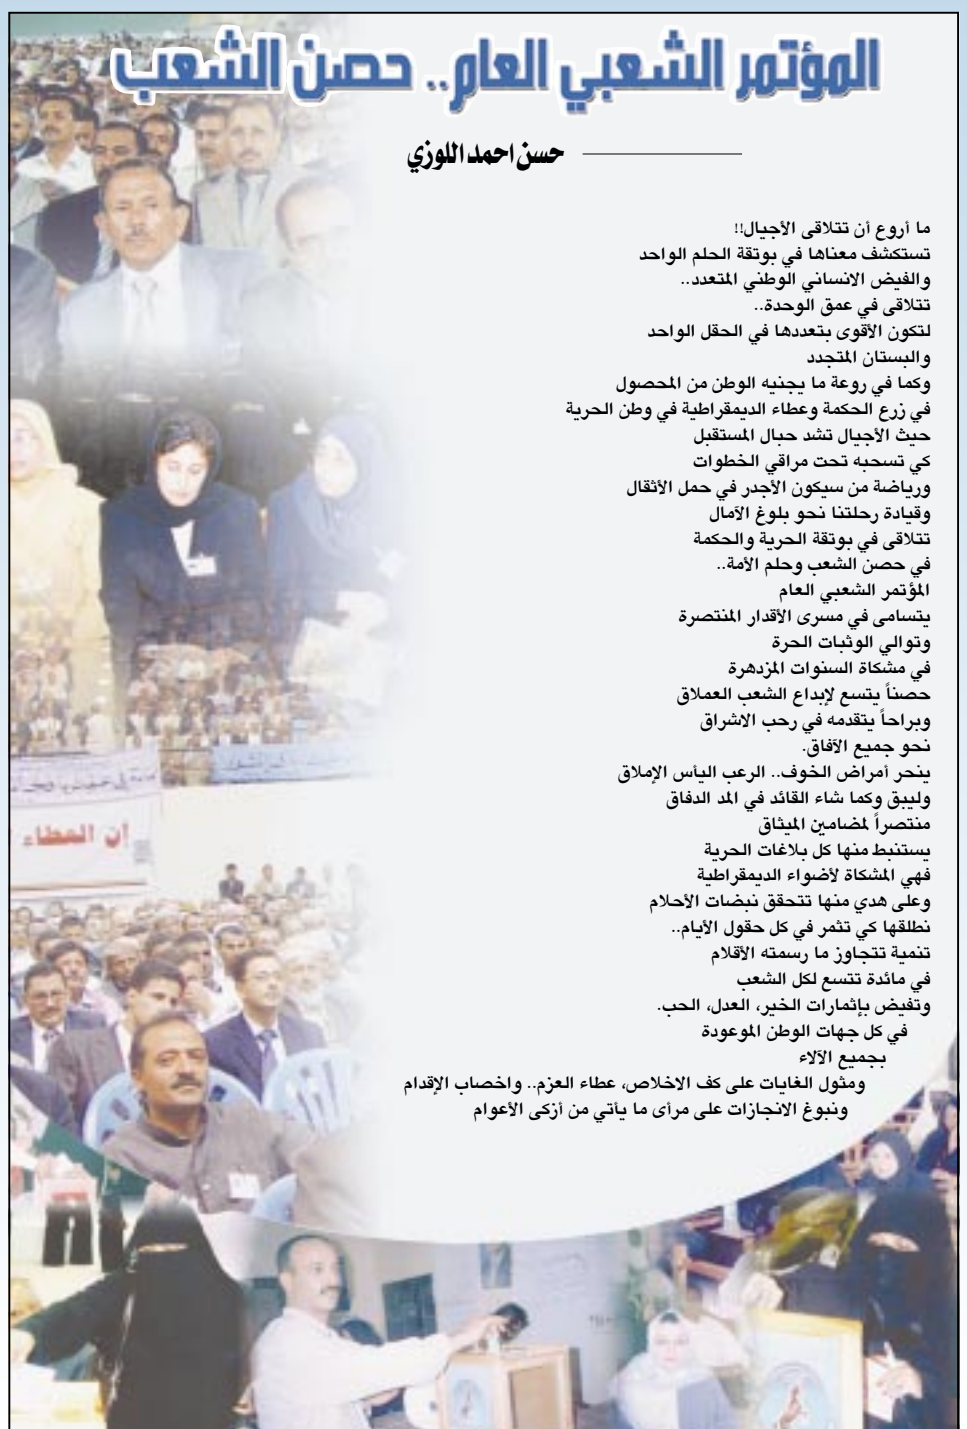 المؤتمر الشعبي العام.. حصن الشعب
حسن احمد اللوزي
ما أروع أن تتلاقى الأجيال!!
تستكشف معناها في بوتقة الحلم الواحد
والفيض الانساني الوطني المتعدد..
تتلاقى في عمق الوحدة..
لتكون الأقوى بتعددها في الحقل الواحد
والبستان المتجدد
وكما في روعة ما يجنيه الوطن من المحصول
في زرع الحكمة وعطاء الديمقراطية في وطن الحرية
حيث الأجيال تشد حبال المستقبل
كي تسحبه تحت مراقي الخطوات
ورياضة من سيكون الأجدر في حمل الأثقال
وقيادة رحلتنا نحو بلوغ الآمال
تتلاقى في بوتقة الحرية والحكمة
في حصن الشعب وحلم الأمة..
المؤتمر الشعبي العام
يتسامى في مسرى الأقدار المنتصرة
وتوالي الوثبات الحرة
في مشكاة السنوات المزدهرة
حصناً يتسع لإبداع الشعب العملاق
وبراحاً يتقدمه في رحب الاشراق
نحو جميع الآفاق.
ينحر أمراض الخوف.. الرعب اليأس الإملاق
وليبق وكما شاء القائد في المد الدفاق
منتصراً لمضامين الميثاق
يستنبط منها كل بلاغات الحرية
فهي المشكاة لأضواء الديمقراطية
وعلى هدي منها تتحقق نبضات الأحلام
نطلقها كي تثمر في كل حقول الأيام..
تنمية تتجاوز ما رسمته الأقلام
في مائدة تتسع لكل الشعب
وتفيض بإثمارات الخير، العدل، الحب.
في كل جهات الوطن الموعودة
بجميع الآلاء
ومثول الغايات على كف الاخلاص، عطاء العزم.. واخصاب الإقدام
ونبوغ الانجازات على مرأى ما يأتي من أزكى الأعوام
ان العطاء